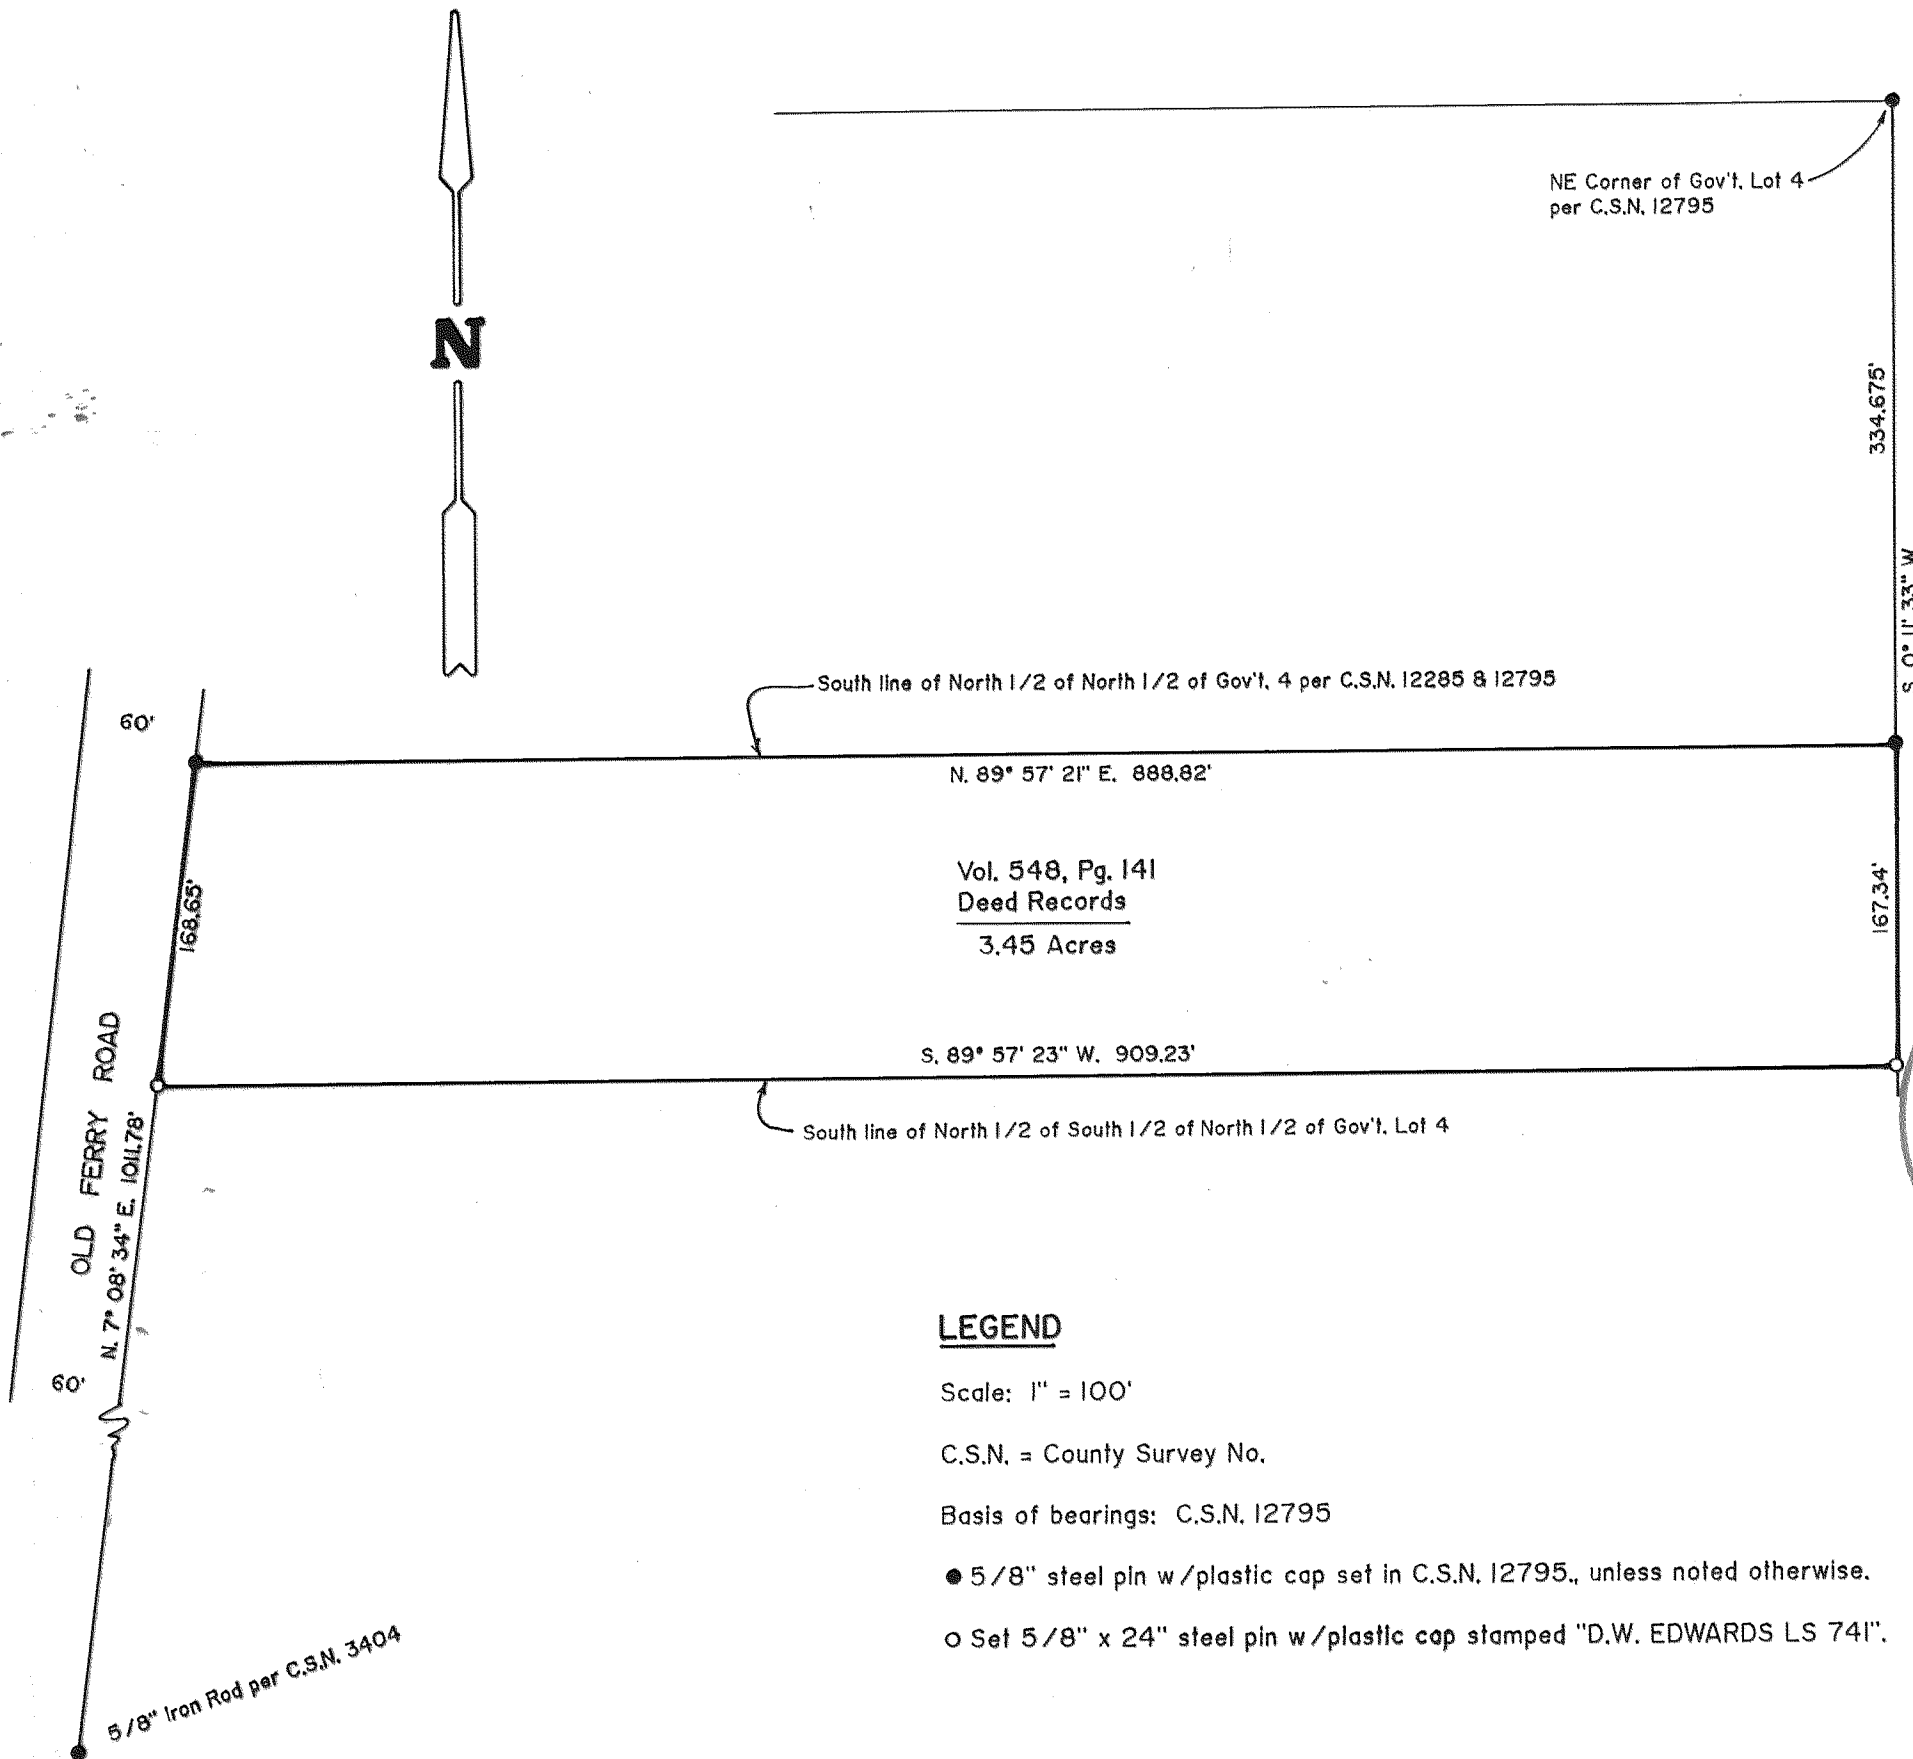 NE Corner of Gov't. Lot 4
per C.S.N. 12795
N
334.675'
S. 0° 11' 33" W.
South line of North 1/2 of North 1/2 of Gov't. 4 per C.S.N. 12285 & 12795
60'
N. 89° 57' 21" E. 888.82'
Vol. 548, Pg. 141
Deed Records
3.45 Acres
168.65'
167.34'
S. 89° 57' 23" W. 909.23'
South line of North 1/2 of South 1/2 of North 1/2 of Gov't. Lot 4
OLD FERRY ROAD
N. 7° 08' 34" E. 1011.78'
60'
LEGEND
Scale: 1" = 100'
C.S.N. = County Survey No.
Basis of bearings: C.S.N. 12795
● 5/8" steel pin w/plastic cap set in C.S.N. 12795., unless noted otherwise.
o Set 5/8" x 24" steel pin w/plastic cap stamped "D.W. EDWARDS LS 741".
5/8" Iron Rod per C.S.N. 3404